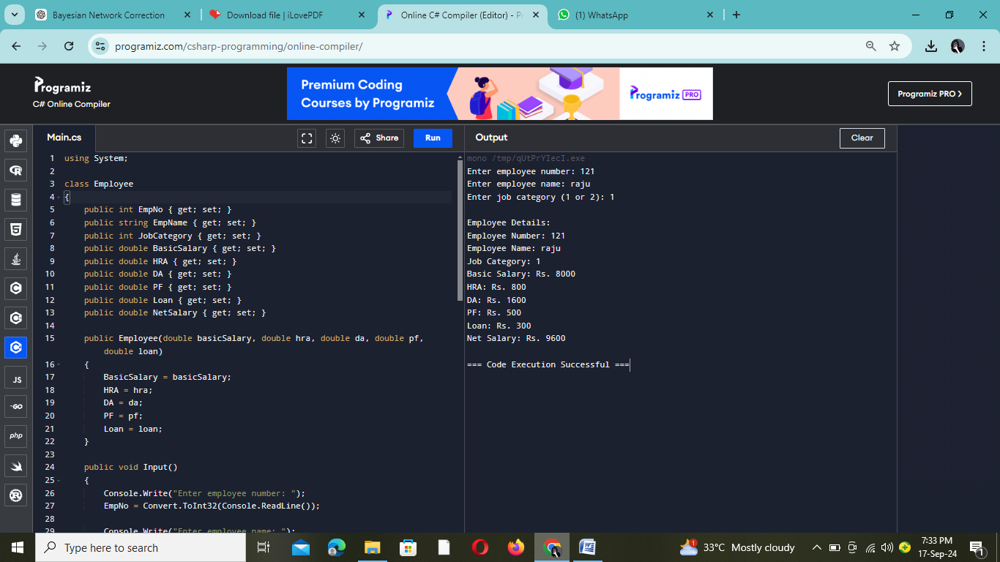 Bayesian Network Correction
Download file | iLovePDF
Online C# Compiler (Editor) - P
(1) WhatsApp
programiz.com/csharp-programming/online-compiler/
Programiz
C# Online Compiler
Premium Coding
Courses by Programiz
Programiz PRO
Programiz PRO
Main.cs
Share
Run
Output
Clear
1 using System;
2
3 class Employee
4 {
5 public int EmpNo { get; set; }
6 public string EmpName { get; set; }
7 public int JobCategory { get; set; }
8 public double BasicSalary { get; set; }
9 public double HRA { get; set; }
10 public double DA { get; set; }
11 public double PF { get; set; }
12 public double Loan { get; set; }
13 public double NetSalary { get; set; }
14
15 public Employee(double basicSalary, double hra, double da, double pf,
double loan)
16 {
17 BasicSalary = basicSalary;
18 HRA = hra;
19 DA = da;
20 PF = pf;
21 Loan = loan;
22 }
23
24 public void Input()
25 {
26 Console.Write("Enter employee number: ");
27 EmpNo = Convert.ToInt32(Console.ReadLine());
28
29 Console.Write("Enter employee name: ");
mono /tmp/qUtPrYIecI.exe
Enter employee number: 121
Enter employee name: raju
Enter job category (1 or 2): 1
Employee Details:
Employee Number: 121
Employee Name: raju
Job Category: 1
Basic Salary: Rs. 8000
HRA: Rs. 800
DA: Rs. 1600
PF: Rs. 500
Loan: Rs. 300
Net Salary: Rs. 9600
=== Code Execution Successful ===
JS
GO
php
Type here to search
33°C Mostly cloudy
7:33 PM
17-Sep-24